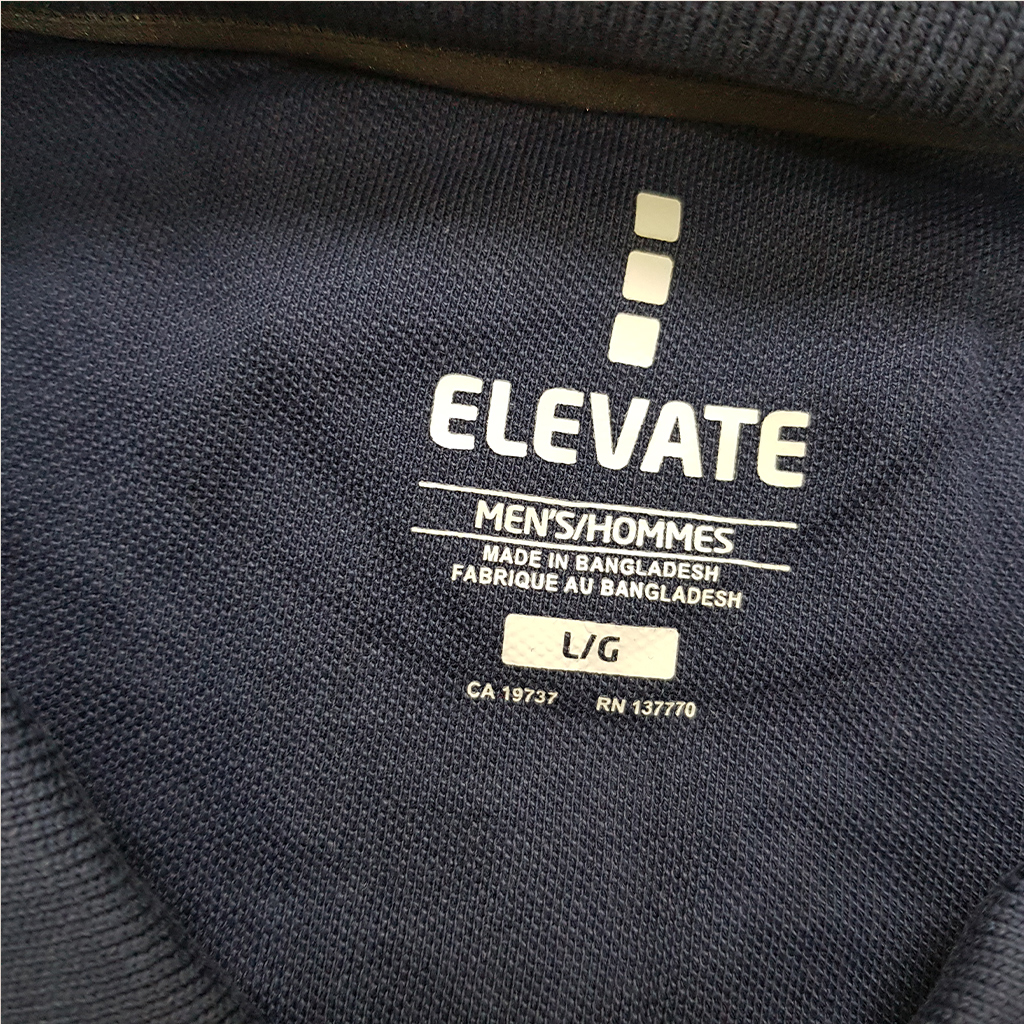 ELEVATE
MEN'S/HOMMES
MADE IN BANGLADESH
FABRIQUE AU BANGLADESH
L/G
CA 19737 RN 137770